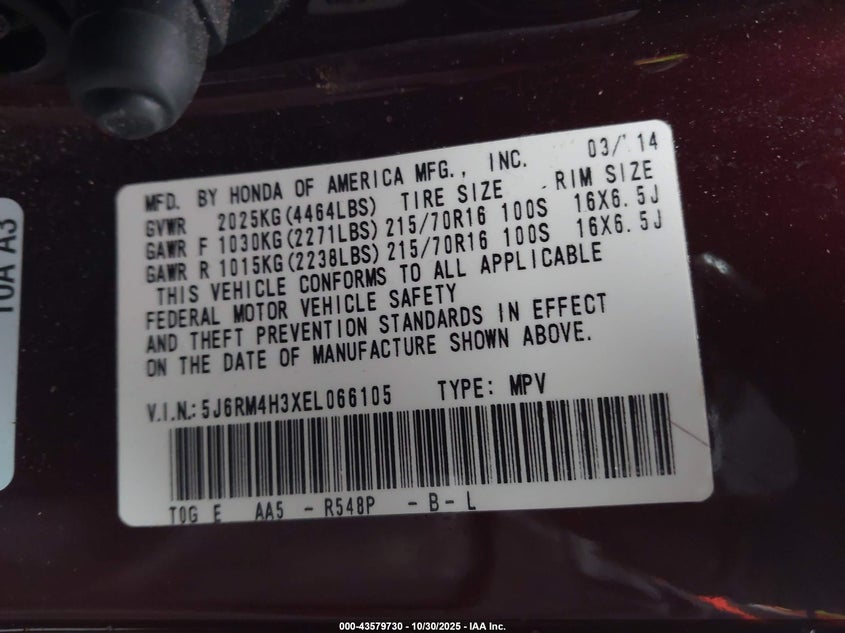 MFD. BY HONDA OF AMERICA MFG., INC. 03/14
GVWR 2025KG(4464LBS) TIRE SIZE RIM SIZE
GAWR F 1030KG(2271LBS) 215/70R16 100S 16X6.5J
GAWR R 1015KG(2238LBS) 215/70R16 100S 16X6.5J
THIS VEHICLE CONFORMS TO ALL APPLICABLE
FEDERAL MOTOR VEHICLE SAFETY
AND THEFT PREVENTION STANDARDS IN EFFECT
ON THE DATE OF MANUFACTURE SHOWN ABOVE.
V.I.N.: 5J6RM4H3XEL066105 TYPE: MPV
T0G E AA5 - R548P - B - L
000-43579730 - 10/30/2025 - IAA Inc.